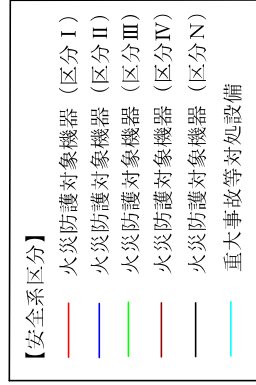 【安全系区分】
火災防護対象機器（区分Ⅰ）
火災防護対象機器（区分Ⅱ）
火災防護対象機器（区分Ⅲ）
火災防護対象機器（区分Ⅳ）
火災防護対象機器（区分N）
重大事故等対処設備